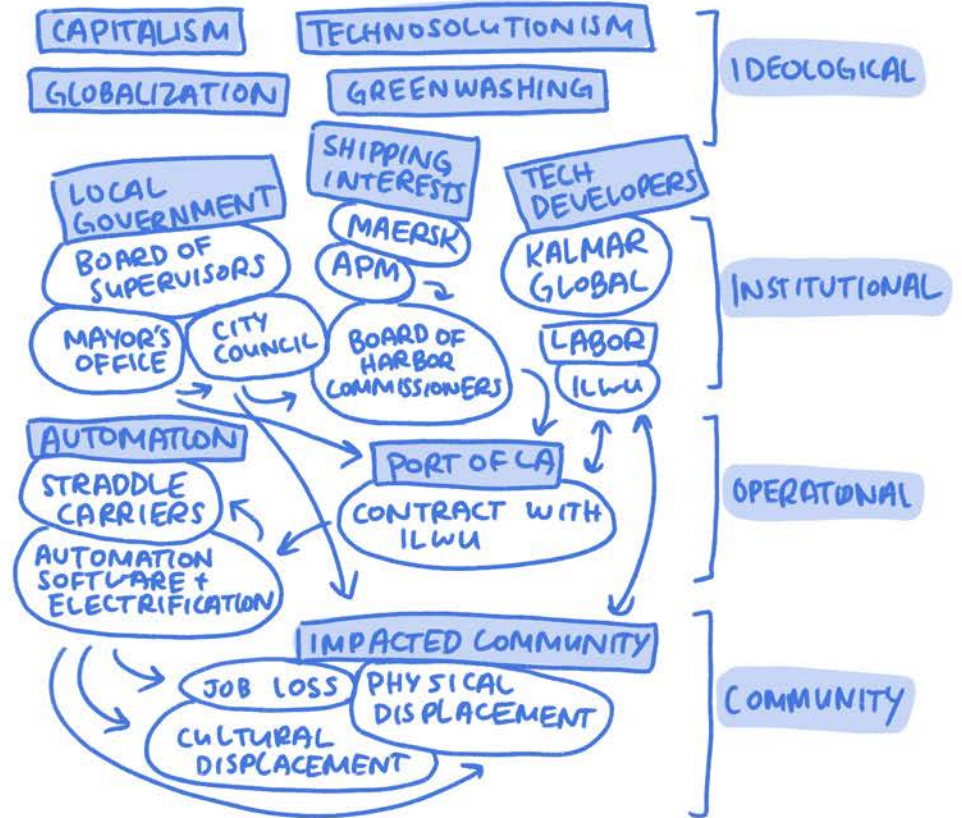 CAPITALISM
TECHNOSOLUTIONISM
GLOBALIZATION
GREENWASHING
IDEOLOGICAL
LOCAL
GOVERNMENT
BOARD OF
SUPERVISORS
MAYOR'S
OFFICE
CITY
COUNCIL
SHIPPING
INTERESTS
MAERSK
APM
BOARD OF
HARBOR
COMMISSIONERS
TECH
DEVELOPERS
KALMAR
GLOBAL
LABOR
ILWU
INSTITUTIONAL
AUTOMATION
STRADDLE
CARRIERS
AUTOMATION
SOFTWARE +
ELECTRIFICATION
PORT OF LA
CONTRACT WITH
ILWU
OPERATIONAL
IMPACTED COMMUNITY
JOB LOSS
PHYSICAL
DISPLACEMENT
CULTURAL
DISPLACEMENT
COMMUNITY